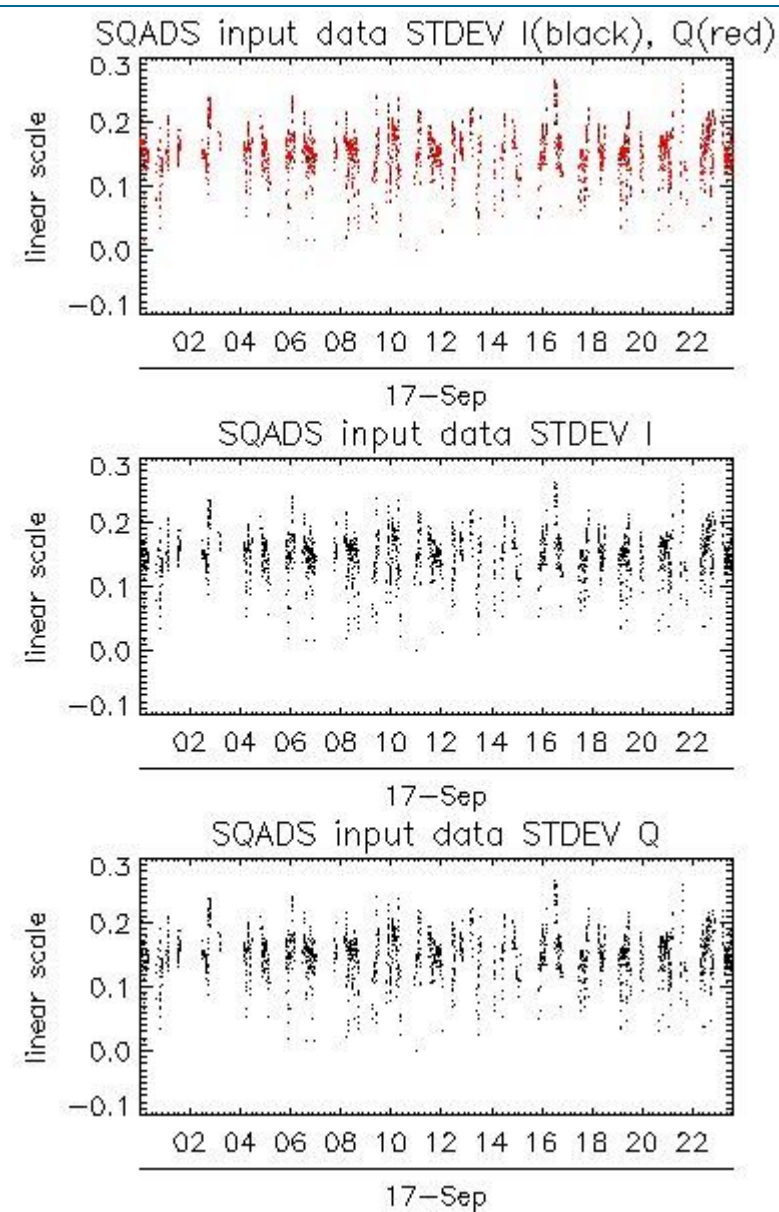 SQADS input data STDEV I(black), Q(red)
0.3
0.2
0.1
0.0
−0.1
linear scale
02 04 06 08 10 12 14 16 18 20 22
17−Sep
SQADS input data STDEV I
0.3
0.2
0.1
0.0
−0.1
linear scale
02 04 06 08 10 12 14 16 18 20 22
17−Sep
SQADS input data STDEV Q
0.3
0.2
0.1
0.0
−0.1
linear scale
02 04 06 08 10 12 14 16 18 20 22
17−Sep